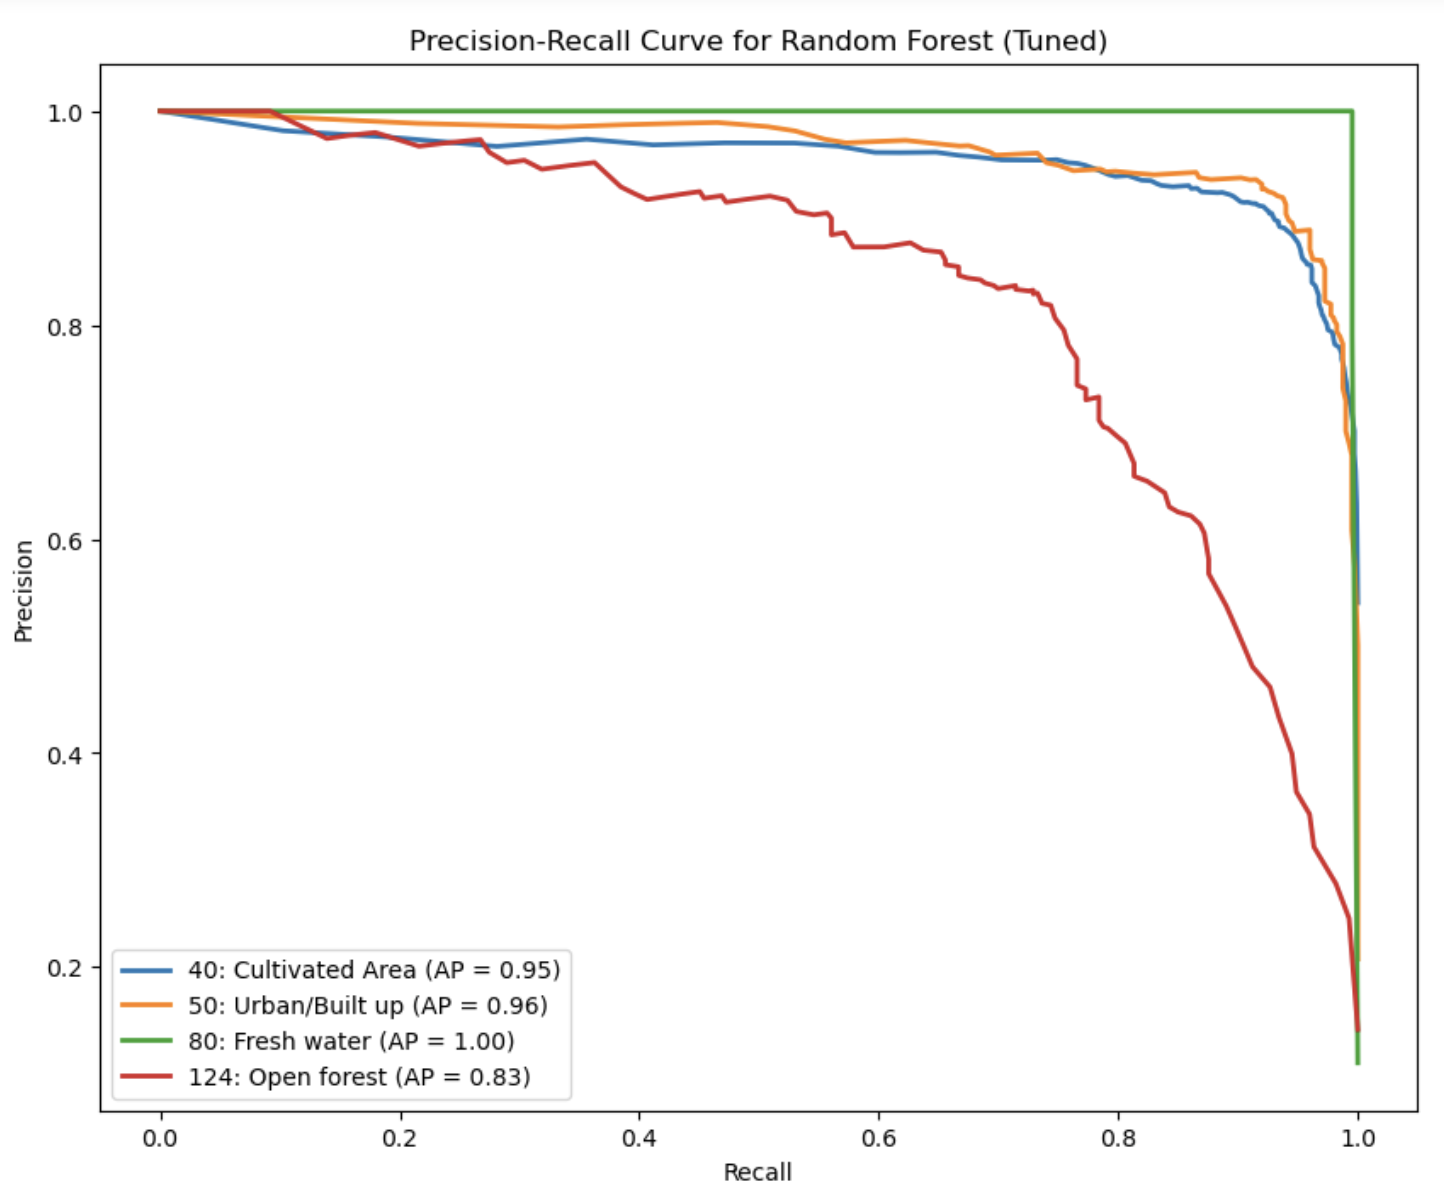 Precision-Recall Curve for Random Forest (Tuned)
1.0
0.8
0.6
0.4
0.2
Precision
40: Cultivated Area (AP = 0.95)
50: Urban/Built up (AP = 0.96)
80: Fresh water (AP = 1.00)
124: Open forest (AP = 0.83)
0.0 0.2 0.4 0.6 0.8 1.0
Recall